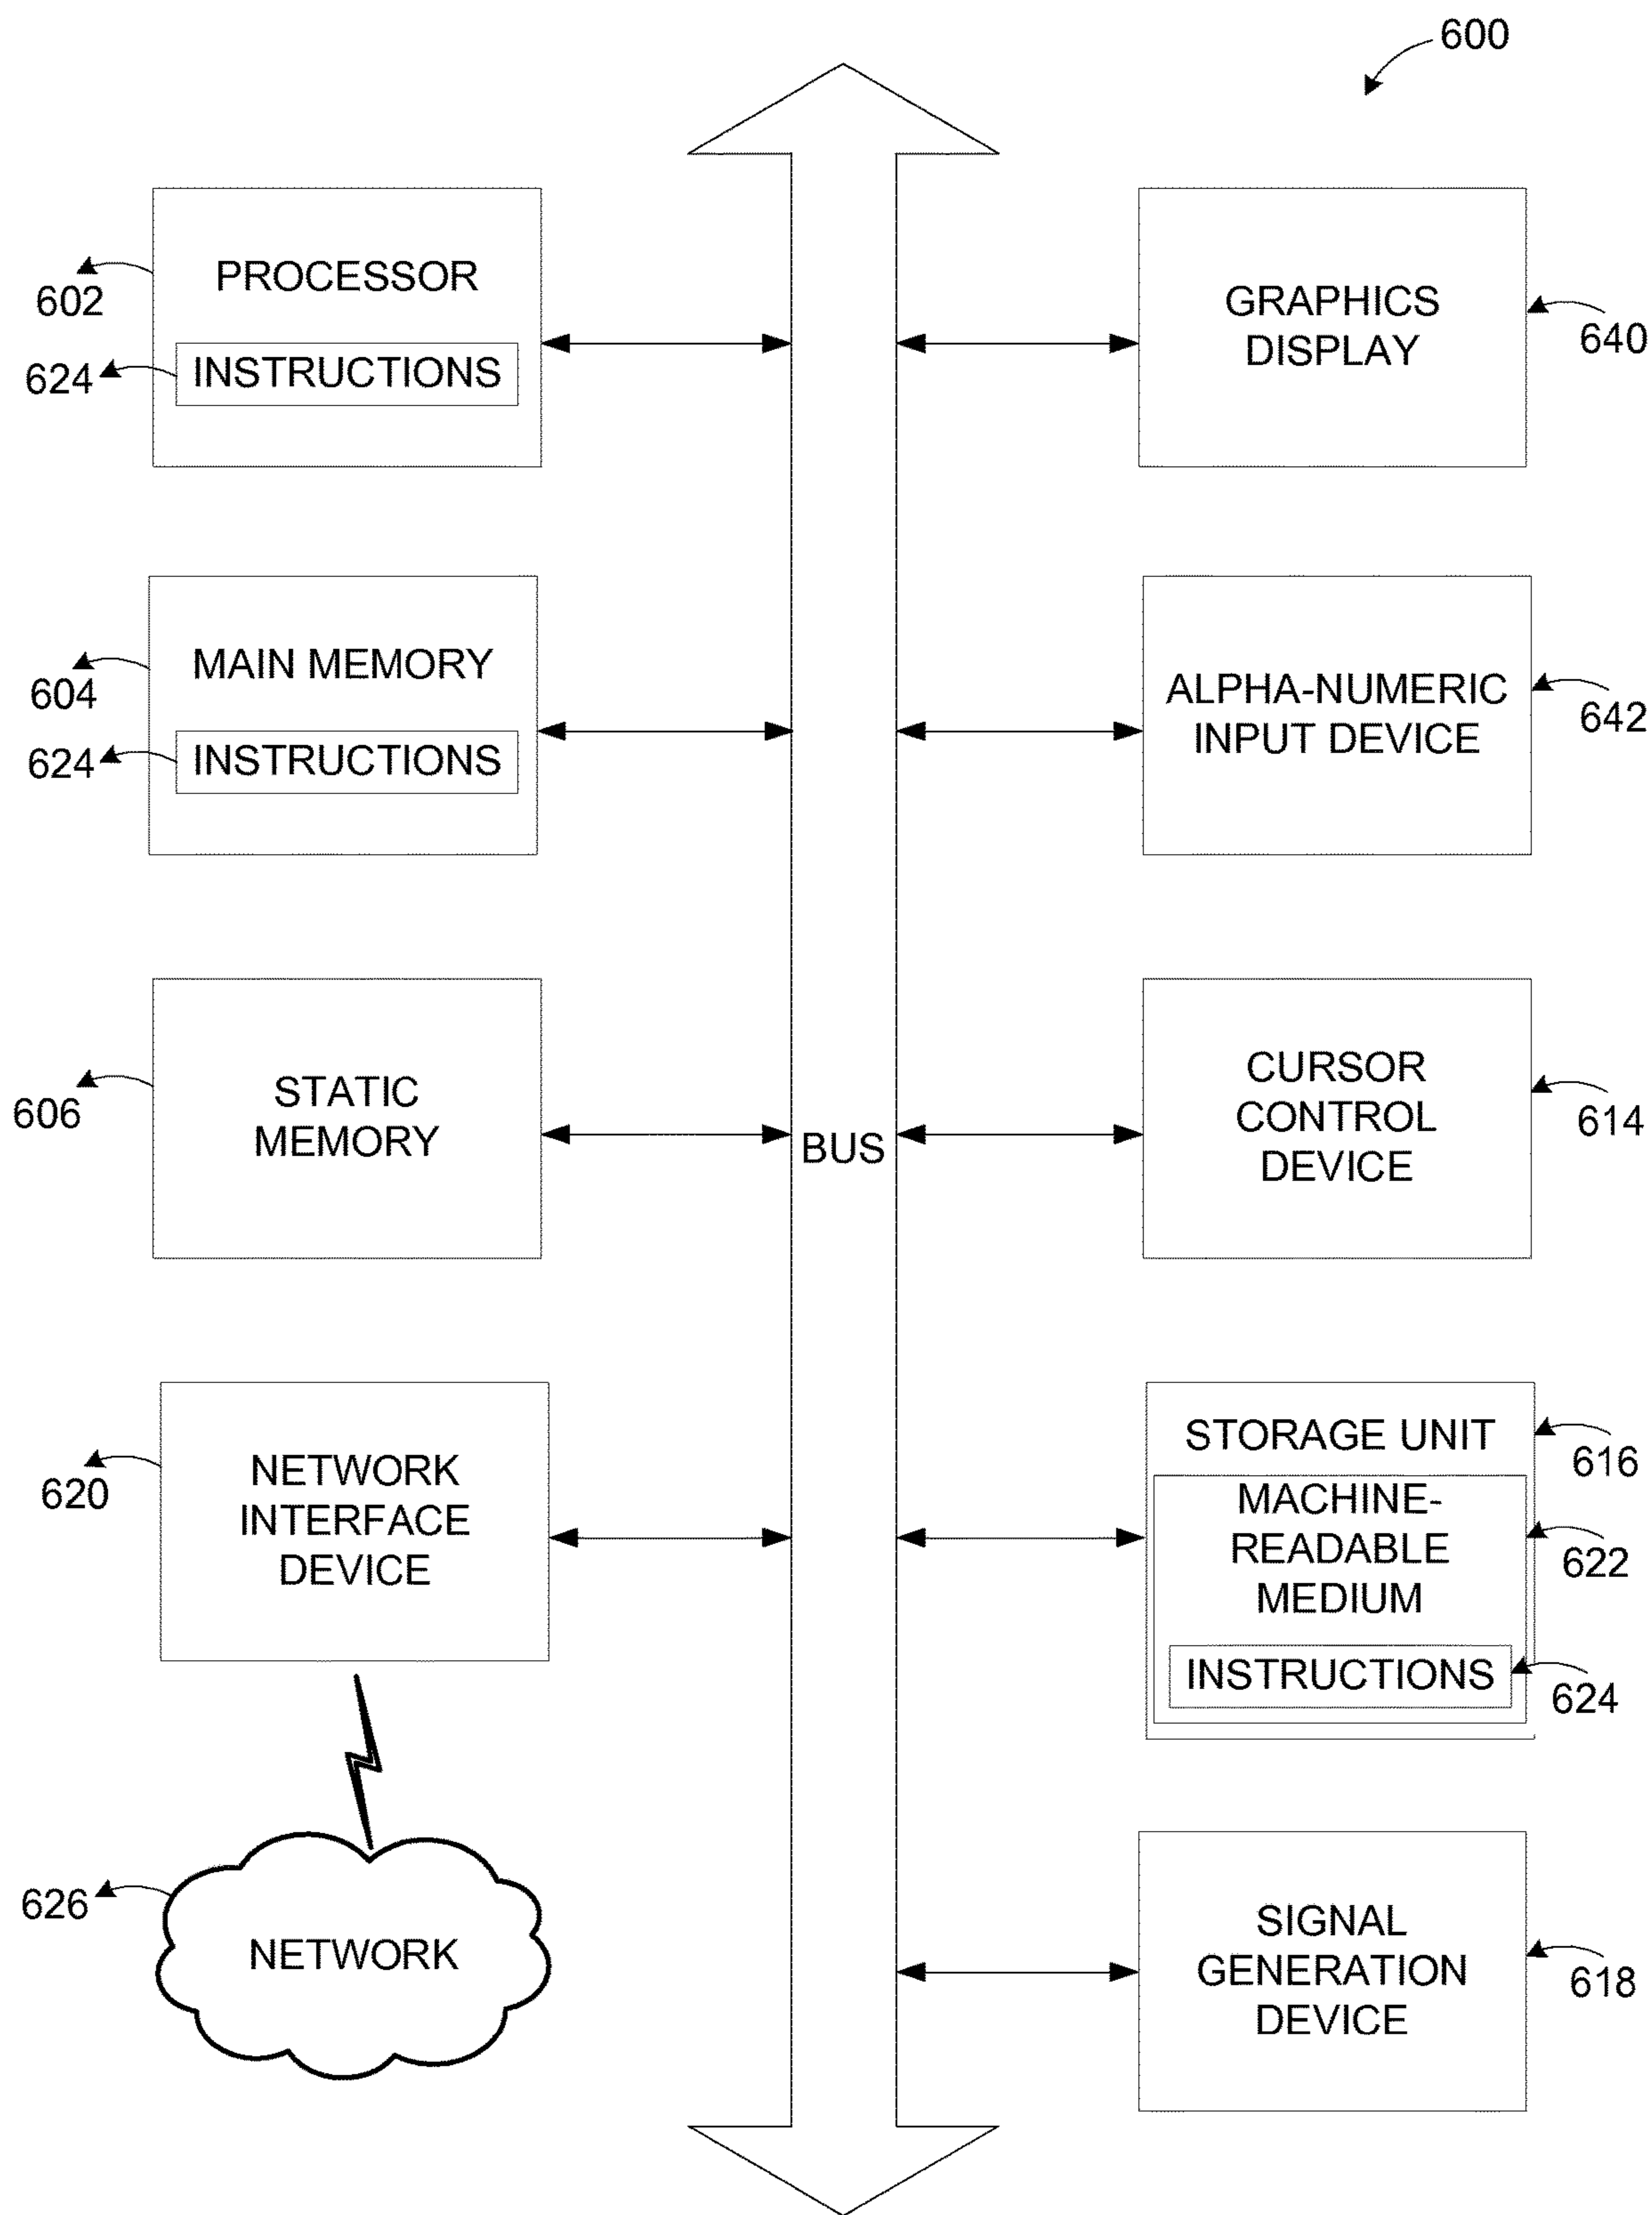 600
PROCESSOR
602
624
INSTRUCTIONS
GRAPHICS
DISPLAY
640
MAIN MEMORY
604
624
INSTRUCTIONS
ALPHA-NUMERIC
INPUT DEVICE
642
STATIC
MEMORY
606
BUS
CURSOR
CONTROL
DEVICE
614
NETWORK
INTERFACE
DEVICE
620
STORAGE UNIT
616
MACHINE-
READABLE
MEDIUM
622
INSTRUCTIONS
624
626
NETWORK
SIGNAL
GENERATION
DEVICE
618